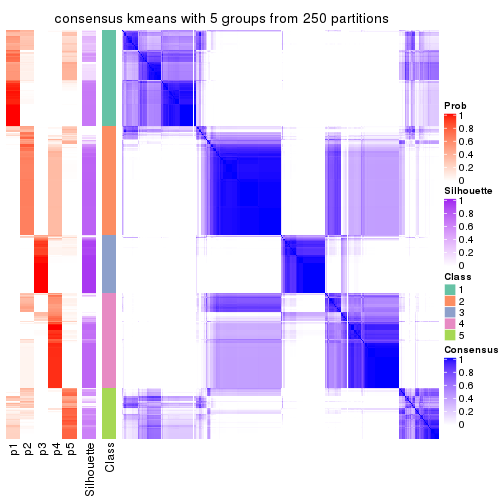 consensus kmeans with 5 groups from 250 partitions
Prob
1
0.8
0.6
0.4
0.2
0
Silhouette
1
0.8
0.6
0.4
0.2
0
Class
1
2
3
4
5
Consensus
1
0.8
0.6
0.4
0.2
0
p1
p2
p3
p4
p5
Silhouette
Class